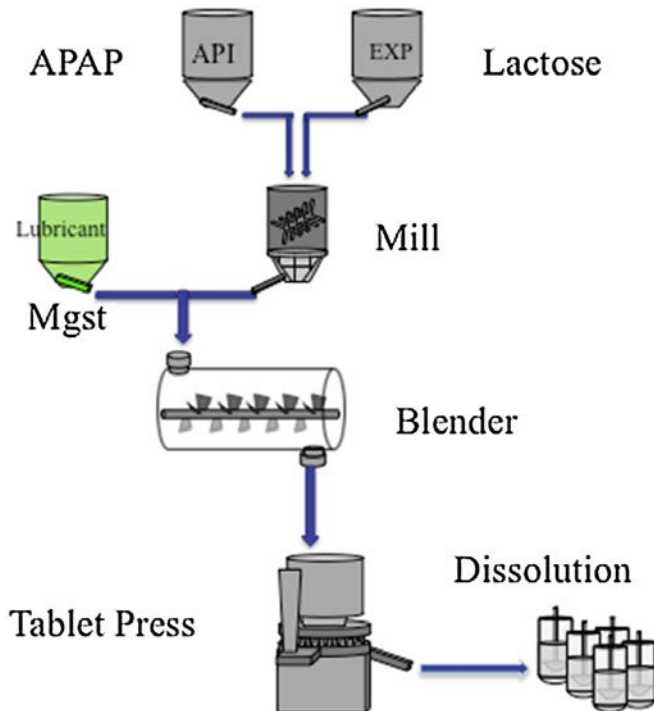 APAP
API
EXP
Lactose
Lubricant
Mill
Mgst
Blender
Dissolution
Tablet Press